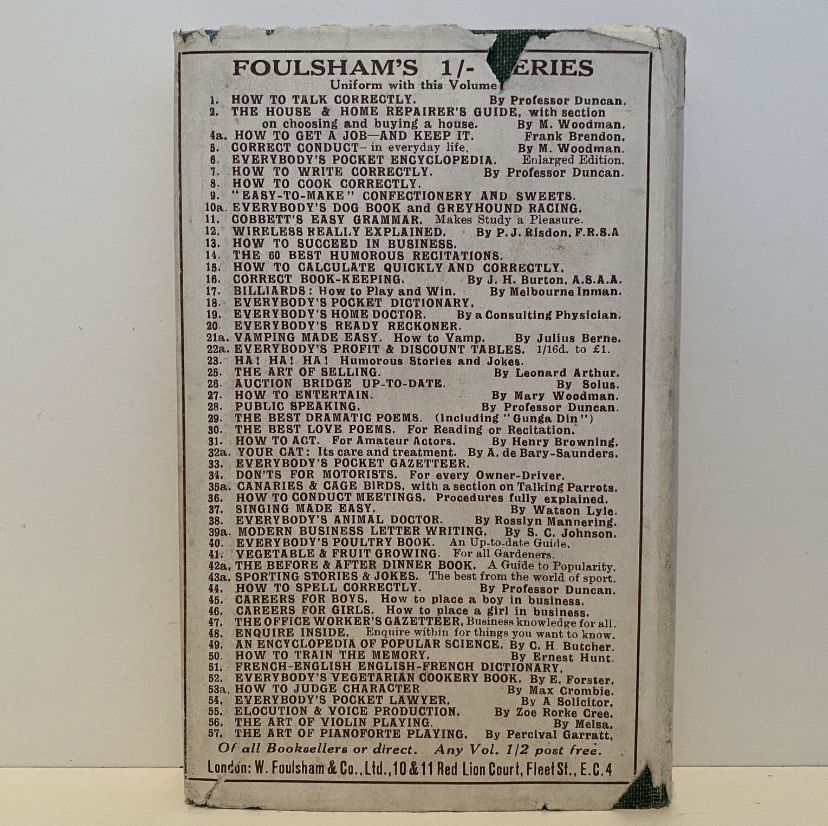 FOULSHAM'S 1/- ERIES
Uniform with this Volume
1. HOW TO TALK CORRECTLY. By Professor Duncan.
2. THE HOUSE & HOME REPAIRER'S GUIDE, with section
on choosing and buying a house. By M. Woodman.
4a. HOW TO GET A JOB—AND KEEP IT. Frank Brendon.
5. CORRECT CONDUCT— in everyday life. By M. Woodman.
6. EVERYBODY'S POCKET ENCYCLOPEDIA. Enlarged Edition.
7. HOW TO WRITE CORRECTLY. By Professor Duncan.
8. HOW TO COOK CORRECTLY.
9. "EASY-TO-MAKE" CONFECTIONERY AND SWEETS.
10a. EVERYBODY'S DOG BOOK and GREYHOUND RACING.
11. COBBETT'S EASY GRAMMAR. Makes Study a Pleasure.
12. WIRELESS REALLY EXPLAINED. By P. J. Risdon, F.R.S.A
13. HOW TO SUCCEED IN BUSINESS.
14. THE 60 BEST HUMOROUS RECITATIONS.
15. HOW TO CALCULATE QUICKLY AND CORRECTLY.
16. CORRECT BOOK-KEEPING. By J. H. Burton, A.S.A.A.
17. BILLIARDS: How to Play and Win. By Melbourne Inman.
18. EVERYBODY'S POCKET DICTIONARY.
19. EVERYBODY'S HOME DOCTOR. By a Consulting Physician.
20. EVERYBODY'S READY RECKONER.
21a. VAMPING MADE EASY. How to Vamp. By Julius Berne.
22a. EVERYBODY'S PROFIT & DISCOUNT TABLES. 1/16d. to £1.
23. HA! HA! HA! Humorous Stories and Jokes.
25. THE ART OF SELLING. By Leonard Arthur.
26. AUCTION BRIDGE UP-TO-DATE. By Solus.
27. HOW TO ENTERTAIN. By Mary Woodman.
28. PUBLIC SPEAKING. By Professor Duncan.
29. THE BEST DRAMATIC POEMS. (Including "Gunga Din")
30. THE BEST LOVE POEMS. For Reading or Recitation.
31. HOW TO ACT. For Amateur Actors. By Henry Browning.
32a. YOUR CAT: Its care and treatment. By A. de Bary-Saunders.
33. EVERYBODY'S POCKET GAZETTEER.
34. DON'TS FOR MOTORISTS. For every Owner-Driver.
35a. CANARIES & CAGE BIRDS, with a section on Talking Parrots.
36. HOW TO CONDUCT MEETINGS. Procedures fully explained.
37. SINGING MADE EASY. By Watson Lyle.
38. EVERYBODY'S ANIMAL DOCTOR. By Rosslyn Mannering.
39a. MODERN BUSINESS LETTER WRITING. By S. C. Johnson.
40. EVERYBODY'S POULTRY BOOK. An Up-to-date Guide.
41. VEGETABLE & FRUIT GROWING. For all Gardeners.
42a. THE BEFORE & AFTER DINNER BOOK. A Guide to Popularity.
43a. SPORTING STORIES & JOKES. The best from the world of sport.
44. HOW TO SPELL CORRECTLY. By Professor Duncan.
45. CAREERS FOR BOYS. How to place a boy in business.
46. CAREERS FOR GIRLS. How to place a girl in business.
47. THE OFFICE WORKER'S GAZETTEER. Business knowledge for all.
48. ENQUIRE INSIDE. Enquire within for things you want to know.
49. AN ENCYCLOPEDIA OF POPULAR SCIENCE. By C. H. Butcher.
50. HOW TO TRAIN THE MEMORY. By Ernest Hunt.
51. FRENCH-ENGLISH ENGLISH-FRENCH DICTIONARY.
52. EVERYBODY'S VEGETARIAN COOKERY BOOK. By E. Forster.
53a. HOW TO JUDGE CHARACTER By Max Crombie.
54. EVERYBODY'S POCKET LAWYER. By A Solicitor.
55. ELOCUTION & VOICE PRODUCTION. By Zoe Rorke Cree.
56. THE ART OF VIOLIN PLAYING. By Melsa.
57. THE ART OF PIANOFORTE PLAYING. By Percival Garratt.
Of all Booksellers or direct. Any Vol. 1/2 post free.
London: W. Foulsham & Co., Ltd., 10 & 11 Red Lion Court, Fleet St., E.C.4